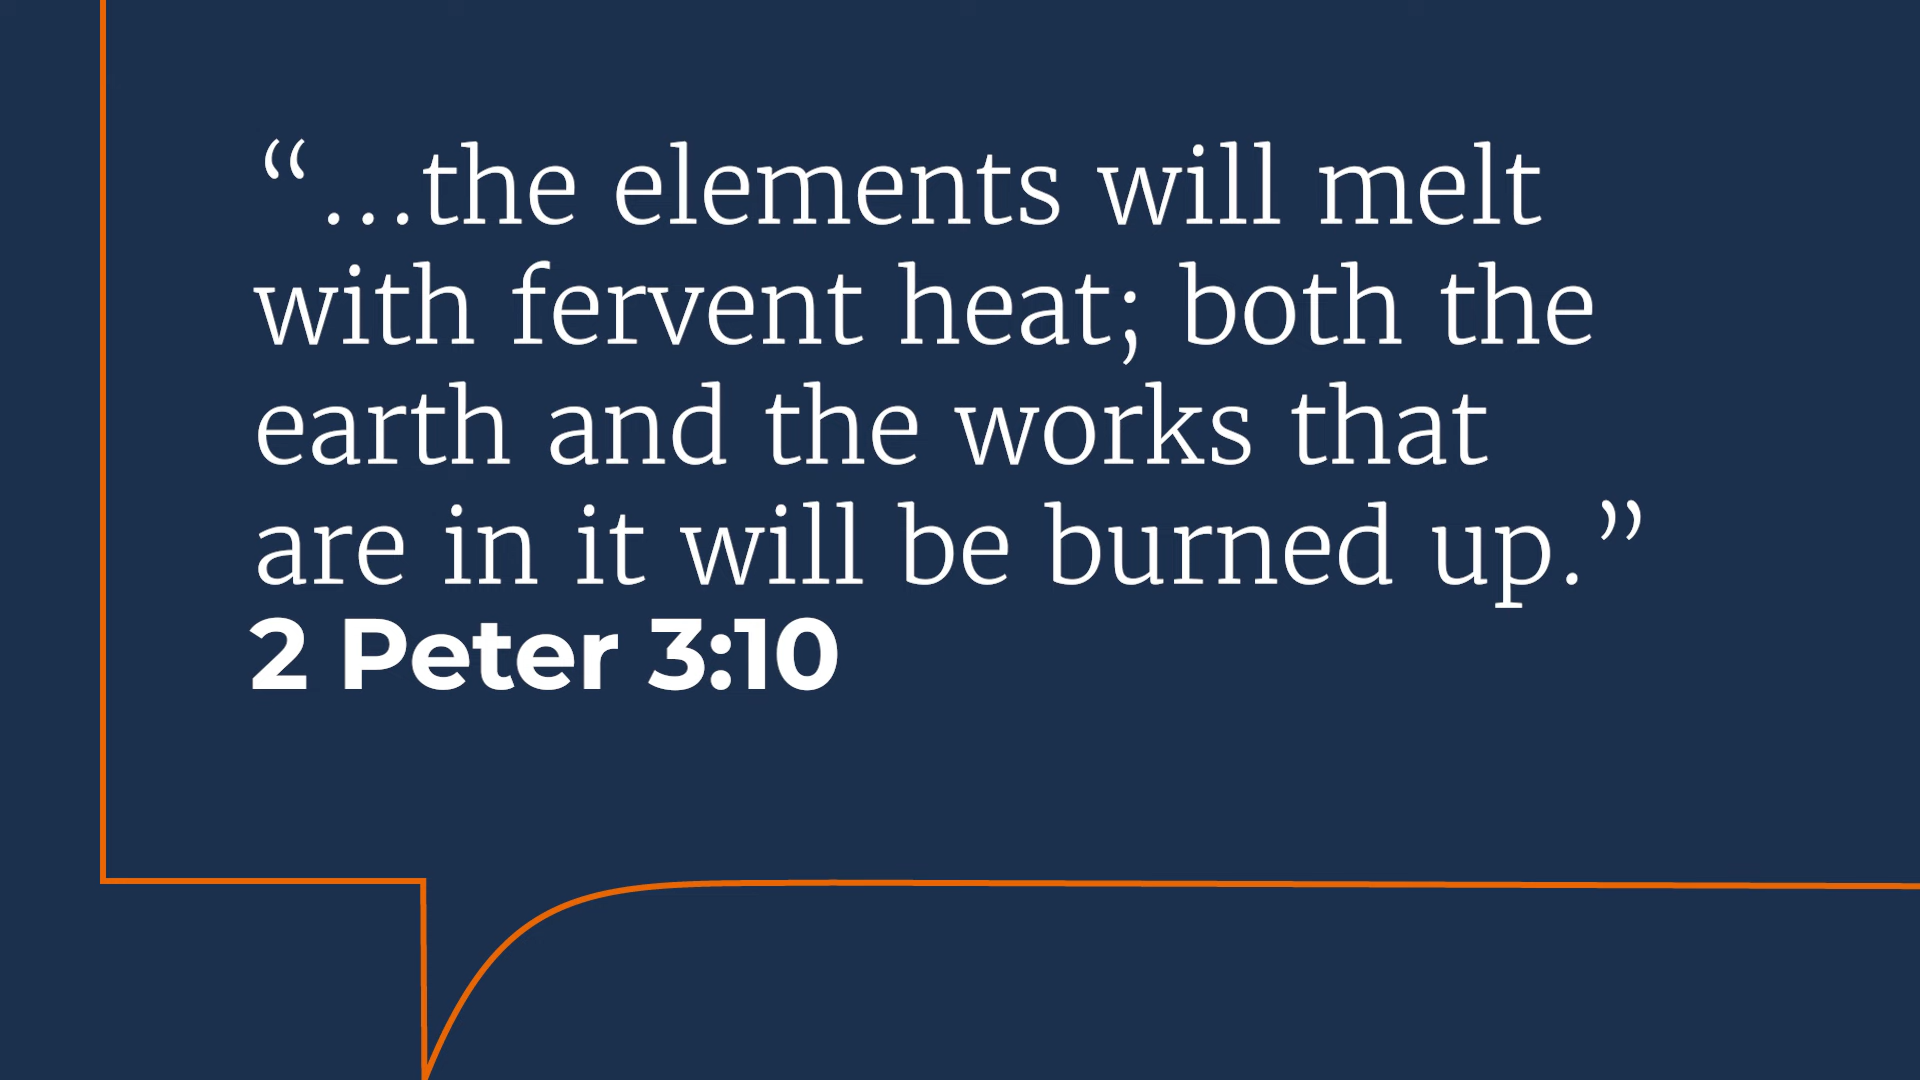 “…the elements will melt
with fervent heat; both the
earth and the works that
are in it will be burned up.”
2 Peter 3:10